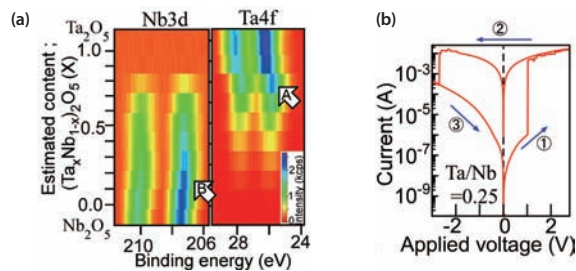 (a)
Nb3d Ta4f
Ta₂O₅
1.0
0.5
0.0
Nb₂O₅
Estimated content ;
(TaₓNb₁₋ₓ)₂O₅ (X)
A
B
2
1
0
Intensity (kcps)
210 206 28 24
Binding energy (eV)
(b)
②
10⁻³
10⁻⁵
10⁻⁷
10⁻⁹
Current (A)
③
①
Ta/Nb
=0.25
-2 0 2
Applied voltage (V)